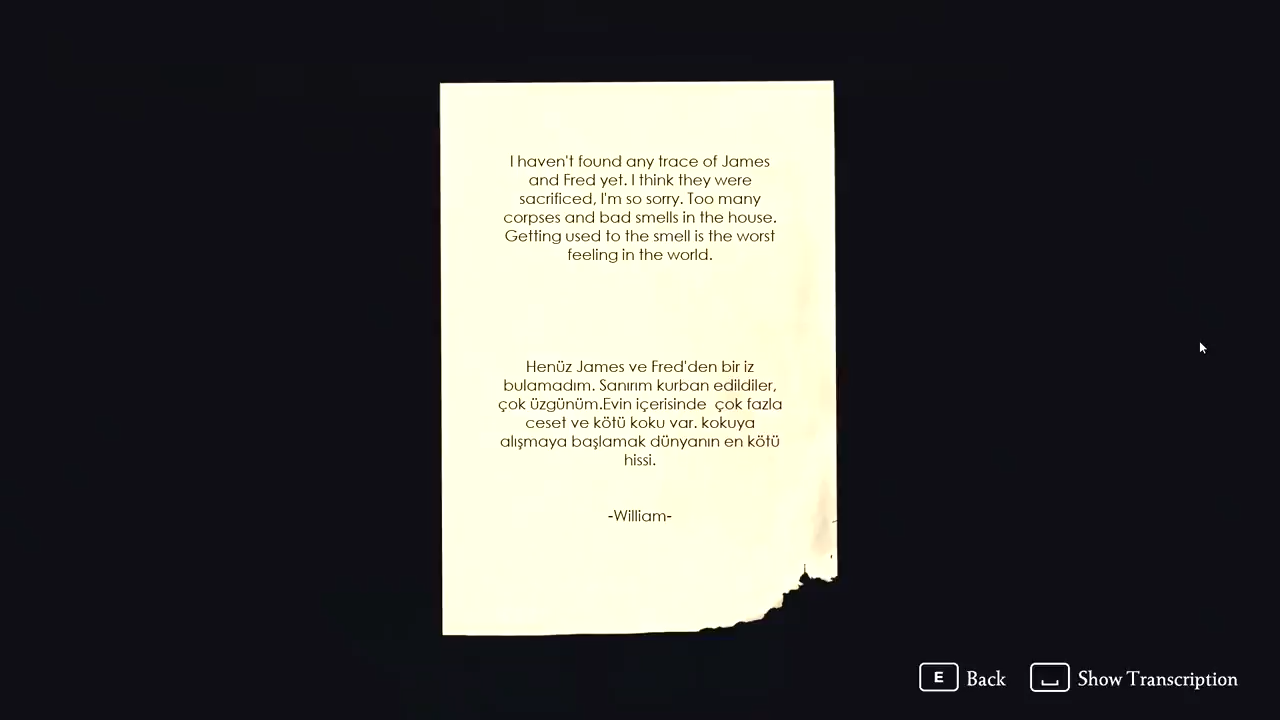 I haven't found any trace of James
and Fred yet. I think they were
sacrificed, I'm so sorry. Too many
corpses and bad smells in the house.
Getting used to the smell is the worst
feeling in the world.
Henüz James ve Fred'den bir iz
bulamadım. Sanırım kurban edildiler,
çok üzgünüm.Evin içerisinde  çok fazla
ceset ve kötü koku var. kokuya
alışmaya başlamak dünyanın en kötü
hissi.
-William-
E Back Show Transcription